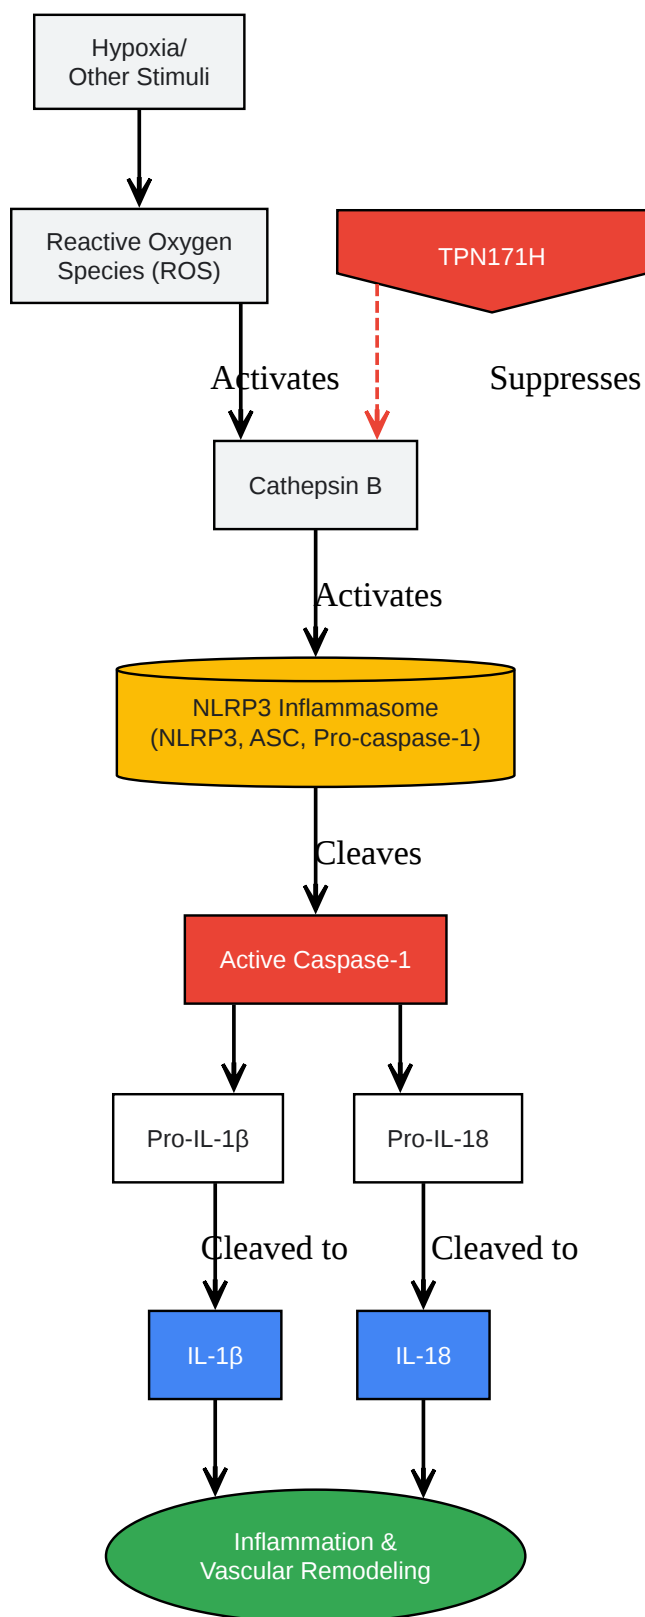 Hypoxia/
Other Stimuli
Reactive Oxygen
Species (ROS)
TPN171H
Activates
Suppresses
Cathepsin B
Activates
NLRP3 Inflammasome
(NLRP3, ASC, Pro-caspase-1)
Cleaves
Active Caspase-1
Pro-IL-1β
Pro-IL-18
Cleaved to
Cleaved to
IL-1β
IL-18
Inflammation &
Vascular Remodeling